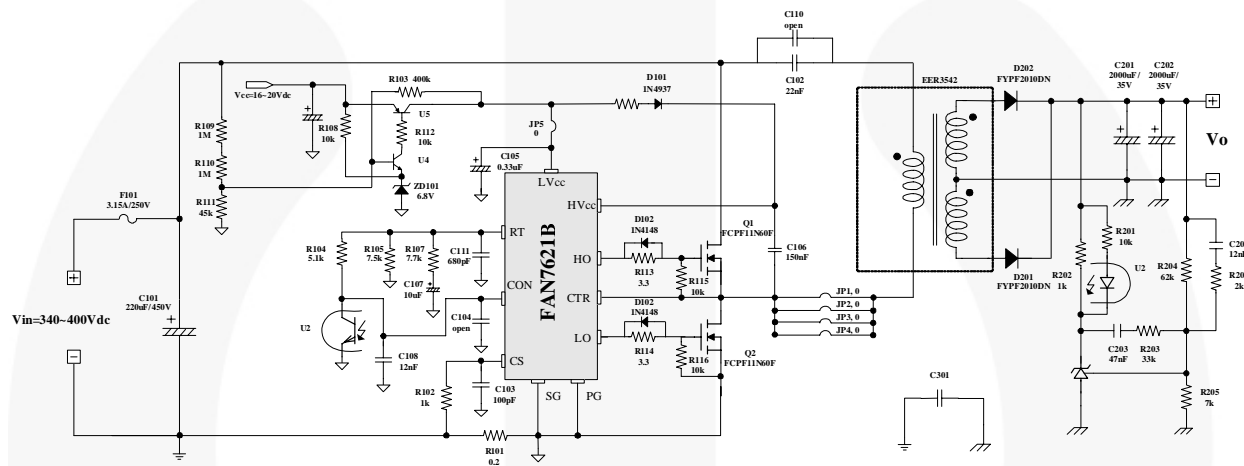 C110
open
C102
22nF
Vcc=16~20Vdc
R103 400k
D101
1N4937
EER3542
D202
FYPF2010DN
C201
2000uF/
35V
C202
2000uF/
35V
R109
1M
R108
10k
U5
R112
10k
JP5
0
Vo
R110
1M
U4
C105
0.33uF
R111
45k
ZD101
6.8V
LVcc
F101
3.15A/250V
HVcc
R104
5.1k
R105
7.5k
R107
7.7k
C111
680pF
RT
D102
1N4148
Q1
FCPF11N60F
C106
150nF
R201
10k
HO
R113
3.3
R115
10k
C107
10uF
CON
FAN7621B
CTR
D201
FYPF2010DN
R202
1k
U2
R204
62k
C20
12nF
R20
2k
C101
220uF/450V
Vin=340~400Vdc
U2
C104
open
D102
1N4148
JP1, 0
JP2, 0
JP3, 0
JP4, 0
LO
R114
3.3
R116
10k
Q2
FCPF11N60F
C203
47nF
R203
33k
C108
12nF
CS
R102
1k
C103
100pF
SG
PG
C301
R205
7k
R101
0.2